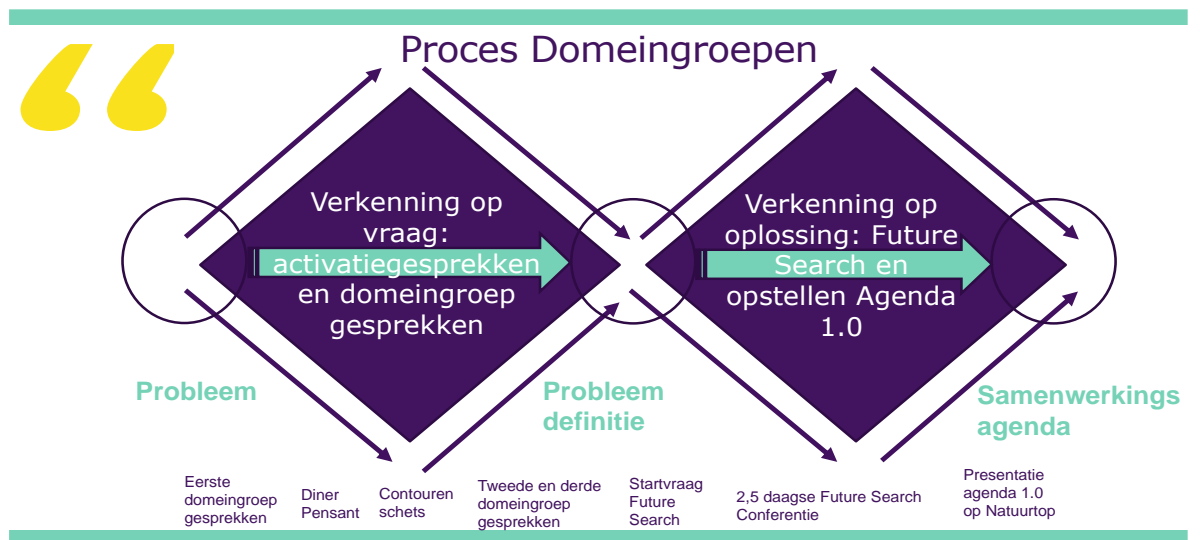 Proces Domeingroepen
Verkenning op
vraag:
activatiegesprekken
en domeingroep
gesprekken
Verkenning op
oplossing: Future
Search en
opstellen Agenda
1.0
Probleem
Probleem
definitie
Samenwerkings
agenda
Eerste
domeingroep
gesprekken
Diner
Pensant
Contouren
schets
Tweede en derde
domeingroep
gesprekken
Startvraag
Future
Search
2,5 daagse Future Search
Conferentie
Presentatie
agenda 1.0
op Natuurtop